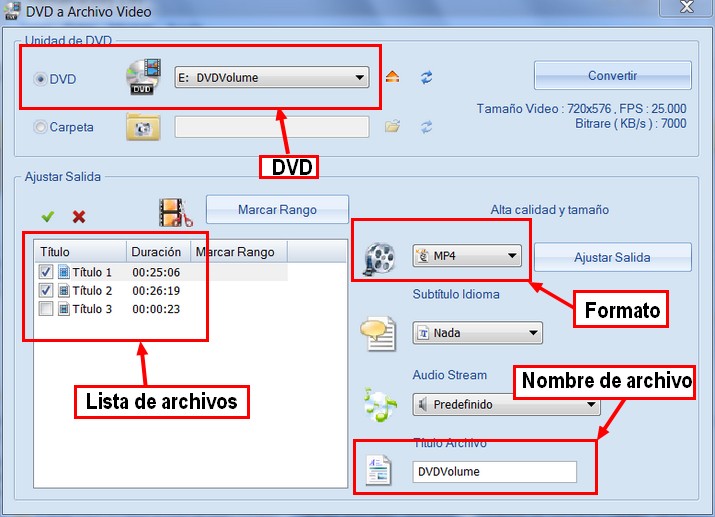 DVD a Archivo Video
Unidad de DVD
DVD
DVD
E: DVDVolume
Convertir
Tamaño Video : 720x576 , FPS : 25.000
Bitrare ( KB/s ) : 7000
Carpeta
DVD
Ajustar Salida
Marcar Rango
Alta calidad y tamaño
Título Duración Marcar Rango
MP4
Ajustar Salida
Título 1 00:25:06
Título 2 00:26:19
Título 3 00:00:23
Subtítulo Idioma
Formato
Nada
Audio Stream
Nombre de archivo
Lista de archivos
Predefinido
Título Archivo
DVDVolume